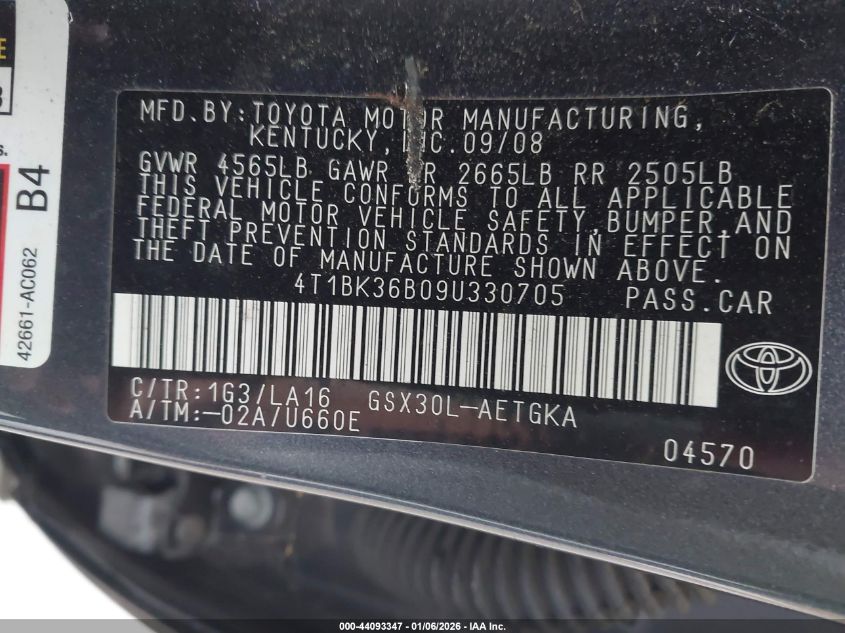 E
3
s.
B4
42661-AC062
MFD.BY:TOYOTA MOTOR MANUFACTURING,
KENTUCKY, INC.09/08
GVWR 4565LB GAWR FR 2665LB RR 2505LB
THIS VEHICLE CONFORMS TO ALL APPLICABLE
FEDERAL MOTOR VEHICLE SAFETY,BUMPER,AND
THEFT PREVENTION STANDARDS IN EFFECT ON
THE DATE OF MANUFACTURE SHOWN ABOVE.
4T1BK36B09U330705 PASS.CAR
C/TR:1G3/LA16 GSX30L-AETGKA
A/TM:-02A/U660E
04570
000-44093347 - 01/06/2026 - IAA Inc.